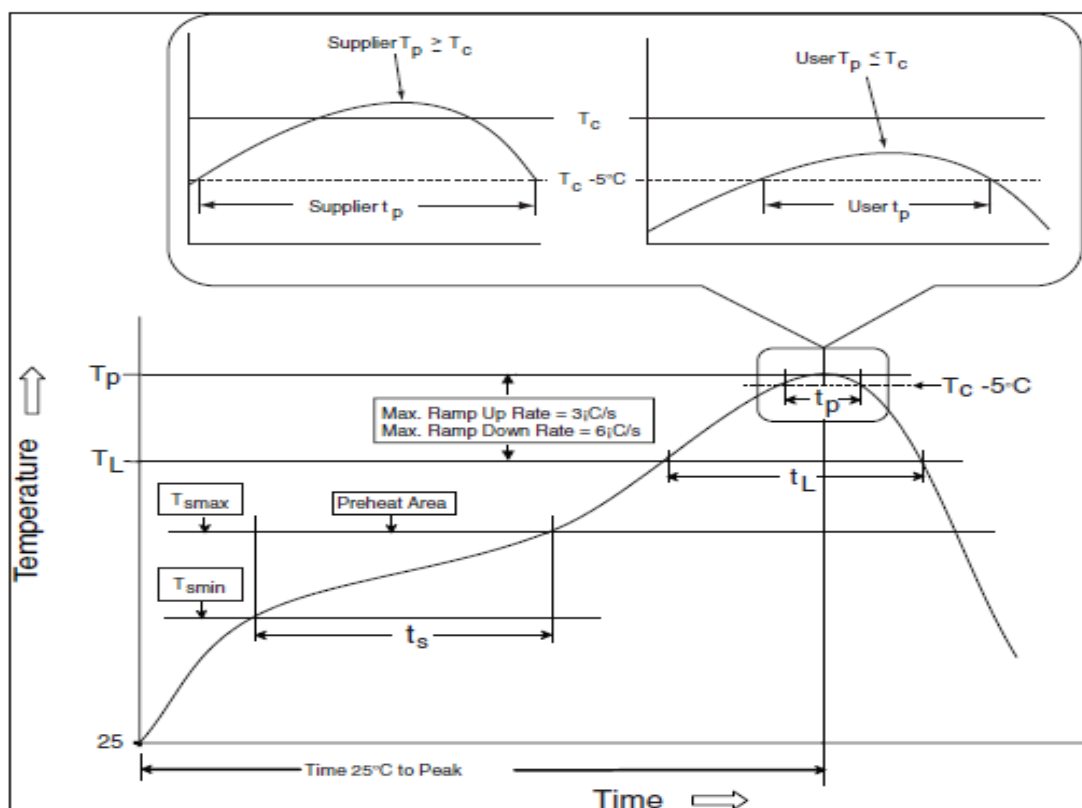 Supplier Tp ≥ Tc
User Tp ≤ Tc
Tc
Tc -5°C
Supplier tp
User tp
Tp
Tc -5°C
tp
Max. Ramp Up Rate = 3¡C/s
Max. Ramp Down Rate = 6¡C/s
TL
tL
Tsmax
Preheat Area
Temperature
Tsmin
ts
25
Time 25°C to Peak
Time